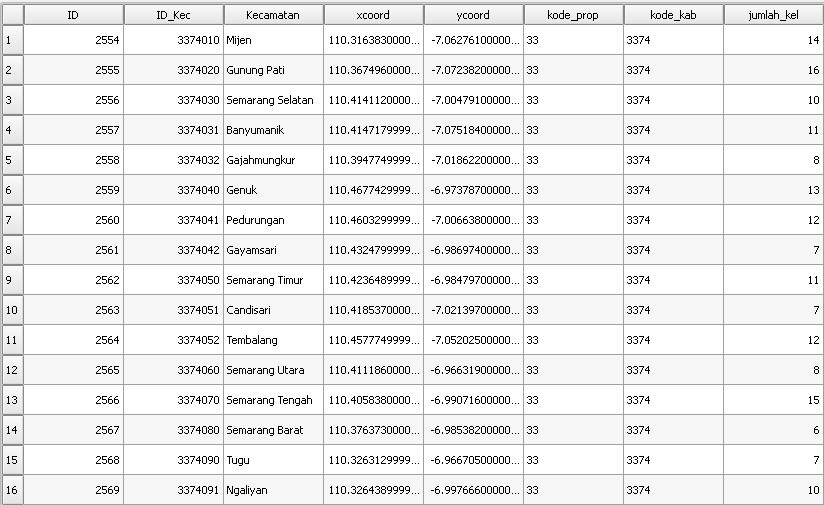 ID ID_Kec Kecamatan xcoord ycoord kode_prop kode_kab jumlah_kel
1 2554 3374010 Mijen 110.3163830000... -7.06276100000... 33 3374 14
2 2555 3374020 Gunung Pati 110.3674960000... -7.07238200000... 33 3374 16
3 2556 3374030 Semarang Selatan 110.4141120000... -7.00479100000... 33 3374 10
4 2557 3374031 Banyumanik 110.4147179999... -7.07518400000... 33 3374 11
5 2558 3374032 Gajahmungkur 110.3947749999... -7.01862200000... 33 3374 8
6 2559 3374040 Genuk 110.4677429999... -6.97378700000... 33 3374 13
7 2560 3374041 Pedurungan 110.4603299999... -7.00663800000... 33 3374 12
8 2561 3374042 Gayamsari 110.4324799999... -6.98697400000... 33 3374 7
9 2562 3374050 Semarang Timur 110.4236489999... -6.98479700000... 33 3374 11
10 2563 3374051 Candisari 110.4185370000... -7.02139700000... 33 3374 7
11 2564 3374052 Tembalang 110.4577749999... -7.05202500000... 33 3374 12
12 2565 3374060 Semarang Utara 110.4111860000... -6.96631900000... 33 3374 8
13 2566 3374070 Semarang Tengah 110.4058380000... -6.99071600000... 33 3374 15
14 2567 3374080 Semarang Barat 110.3763730000... -6.98538200000... 33 3374 6
15 2568 3374090 Tugu 110.3263129999... -6.96670500000... 33 3374 7
16 2569 3374091 Ngaliyan 110.3264389999... -6.99766600000... 33 3374 10